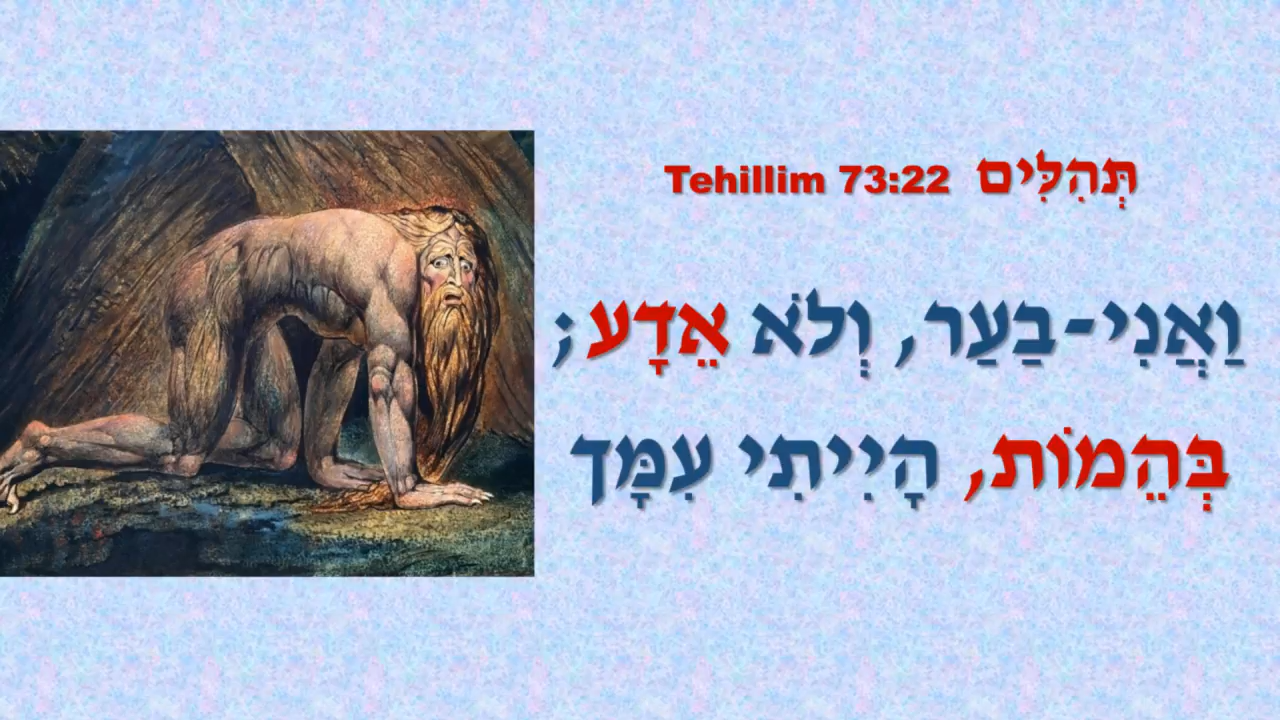 תְּהִלִּים Tehillim 73:22
וַאֲנִי-בַעַר, וְלֹא אֵדָע;
בְּהֵמוֹת, הָיִיתִי עִמָּך